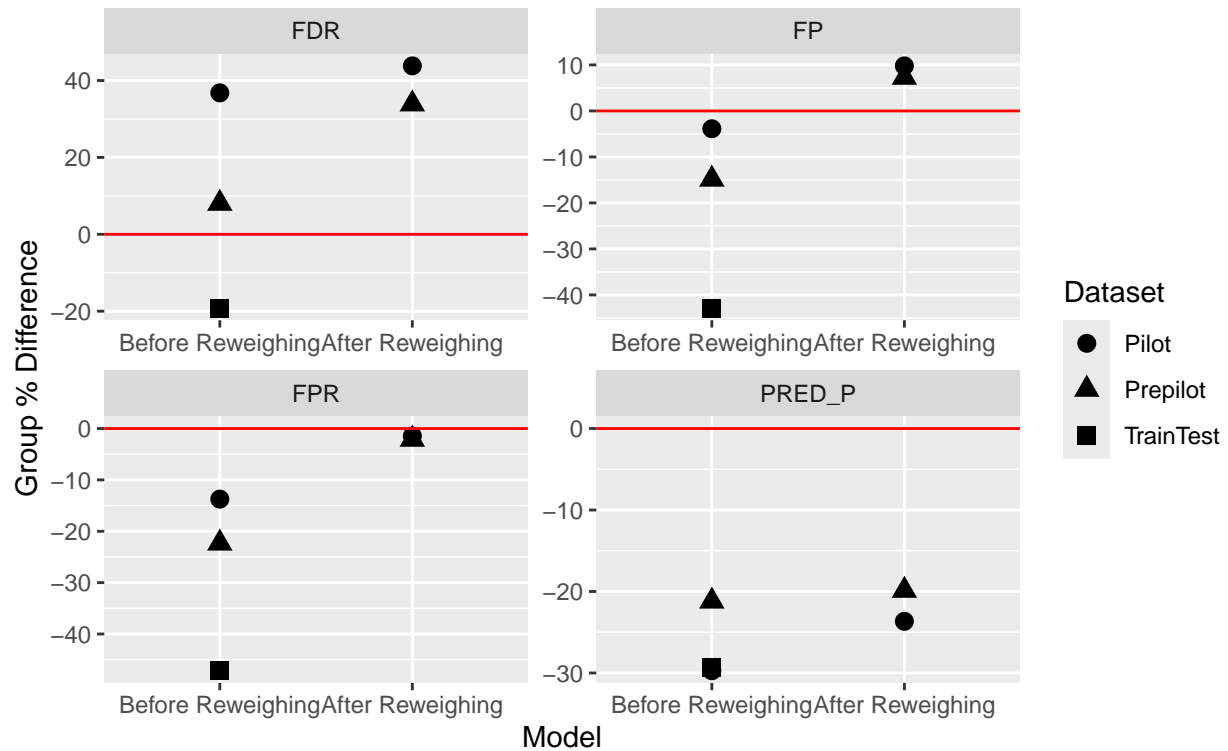 FDR
FP
40
20
0
−20
10
0
−10
−20
−30
−40
Before Reweighing After Reweighing
Before Reweighing After Reweighing
FPR
PRED_P
0
−10
−20
−30
−40
0
−10
−20
−30
Before Reweighing After Reweighing
Before Reweighing After Reweighing
Group % Difference
Model
Dataset
Pilot
Prepilot
TrainTest